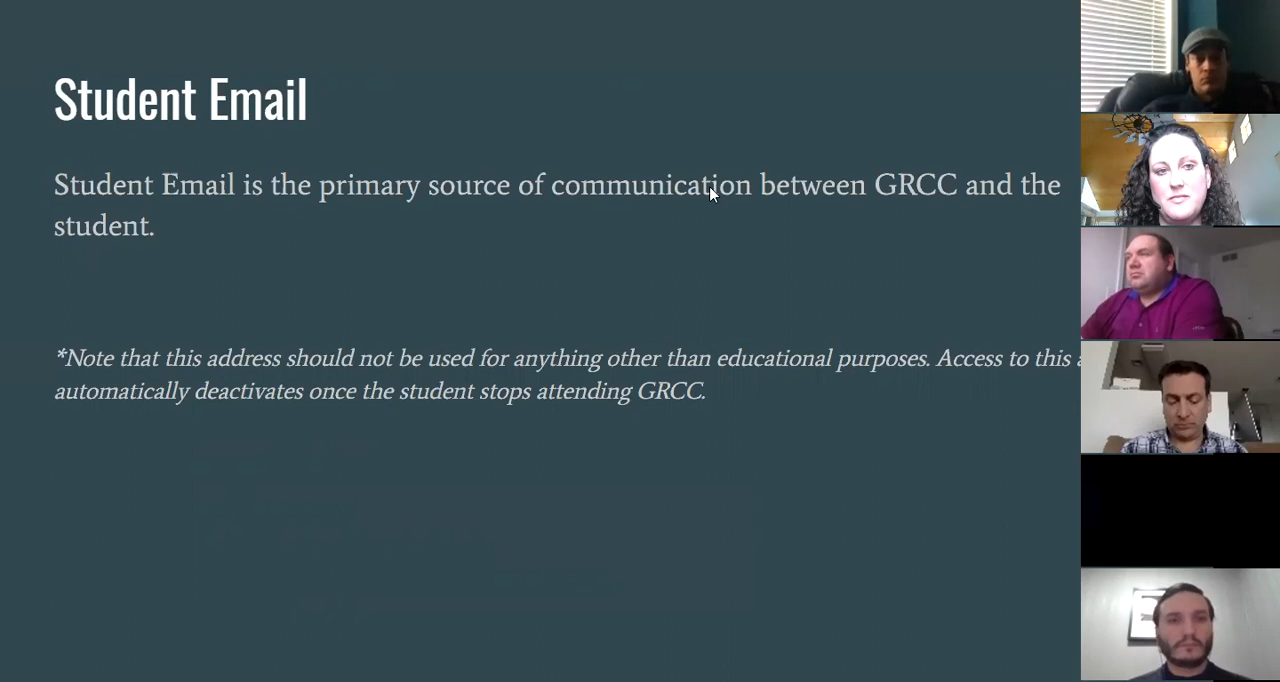 Student Email
Student Email is the primary source of communication between GRCC and the
student.
*Note that this address should not be used for anything other than educational purposes. Access to this
automatically deactivates once the student stops attending GRCC.